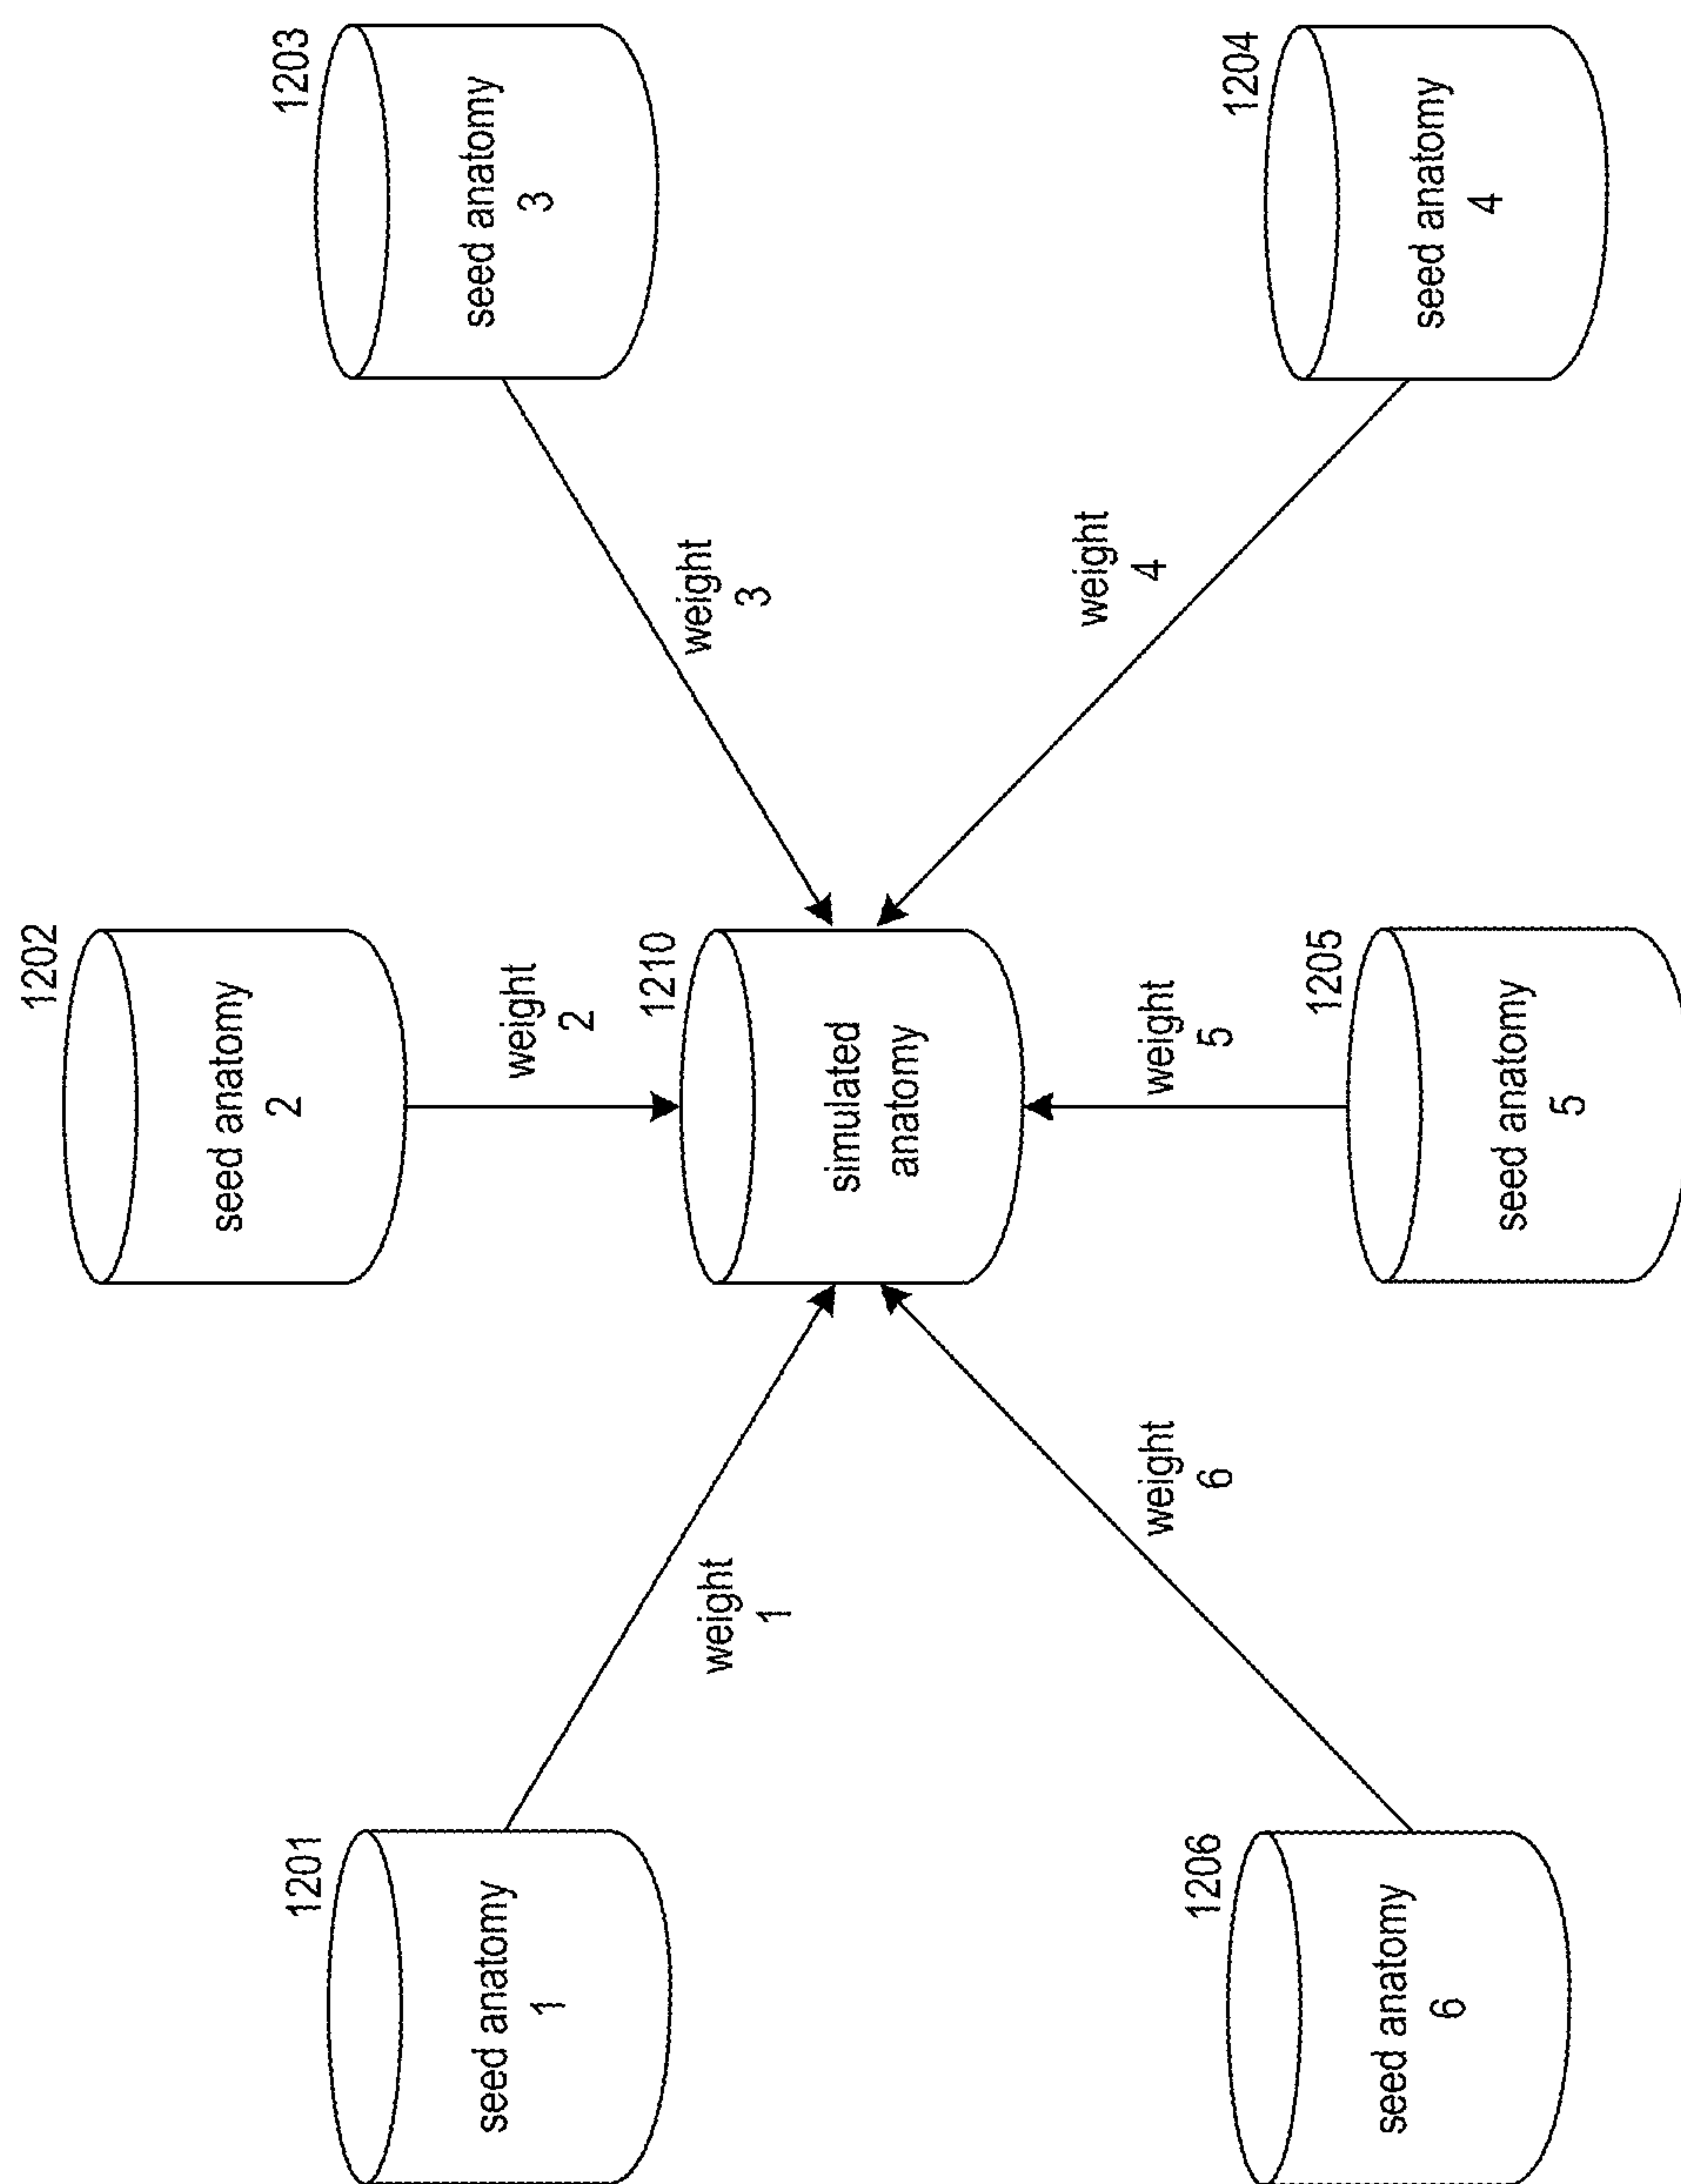 1201
seed anatomy
1
1202
seed anatomy
2
1203
seed anatomy
3
weight
1
weight
2
weight
3
1210
simulated
anatomy
weight
6
weight
5
weight
4
1206
seed anatomy
6
1205
seed anatomy
5
1204
seed anatomy
4